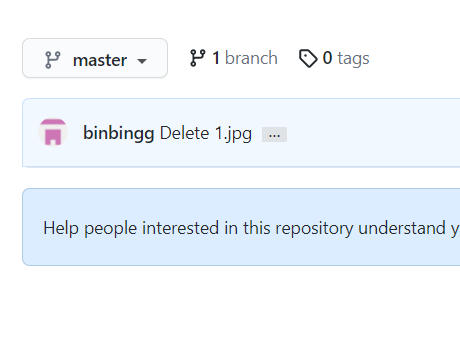 master 1 branch 0 tags
binbingg Delete 1.jpg ...
Help people interested in this repository understand y